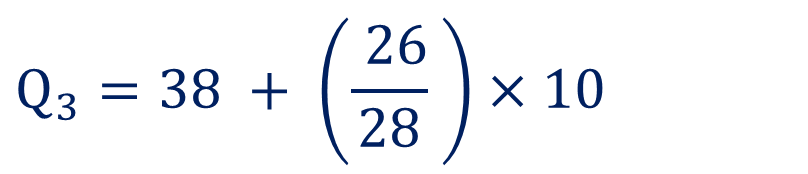 Q₃ = 38 + (26/28) × 10